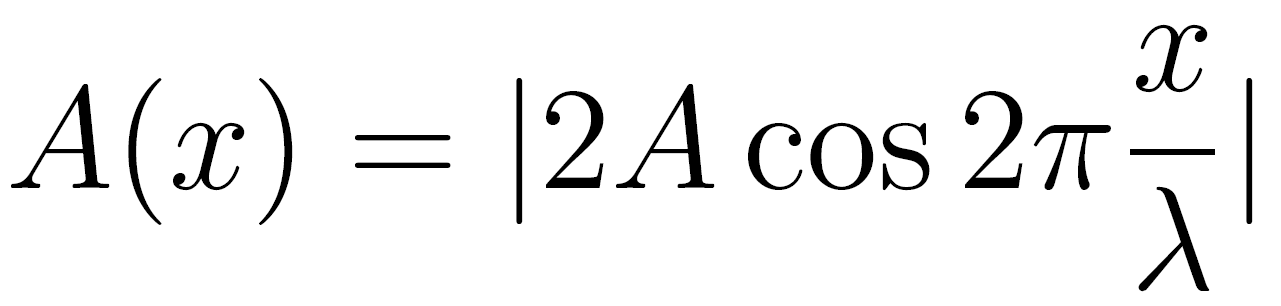 A(x) = |2A cos 2π x/λ|